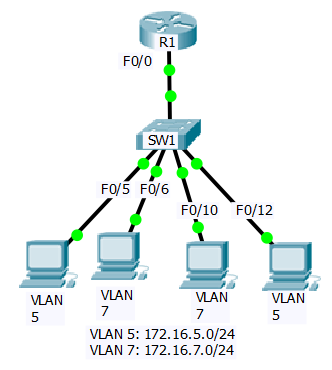 R1
F0/0
SW1
F0/5
F0/6
F0/10
F0/12
VLAN
5
VLAN
7
VLAN
7
VLAN
5
VLAN 5: 172.16.5.0/24
VLAN 7: 172.16.7.0/24